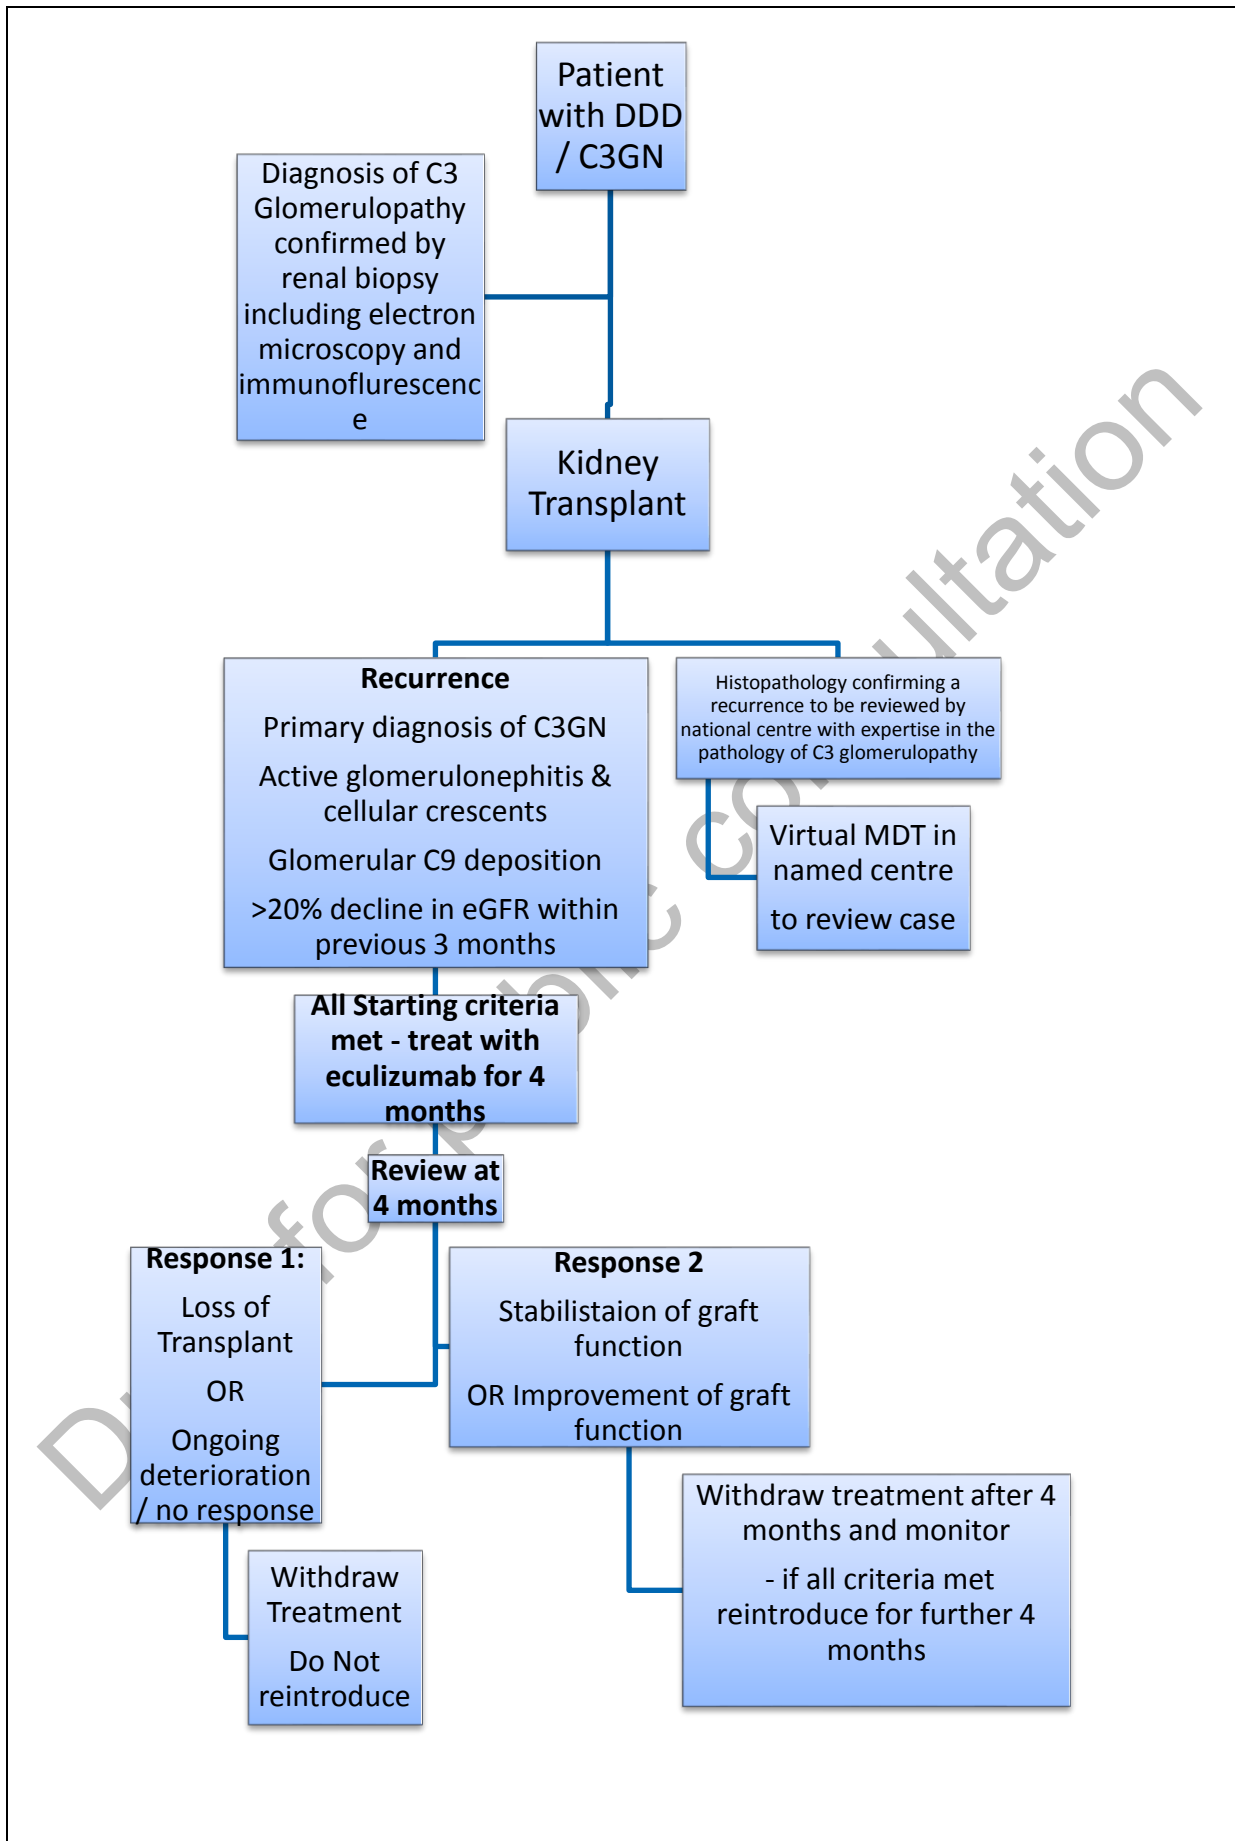 Patient
with DDD
/ C3GN
Diagnosis of C3
Glomerulopathy
confirmed by
renal biopsy
including electron
microscopy and
immunoflurescenc
e
Kidney
Transplant
Recurrence
Primary diagnosis of C3GN
Active glomerulonephitis &
cellular crescents
Glomerular C9 deposition
>20% decline in eGFR within
previous 3 months
Histopathology confirming a
recurrence to be reviewed by
national centre with expertise in the
pathology of C3 glomerulopathy
Virtual MDT in
named centre
to review case
All Starting criteria
met - treat with
eculizumab for 4
months
Review at
4 months
Response 1:
Loss of
Transplant
OR
Ongoing
deterioration
/ no response
Response 2
Stabilistaion of graft
function
OR Improvement of graft
function
Withdraw
Treatment
Do Not
reintroduce
Withdraw treatment after 4
months and monitor
- if all criteria met
reintroduce for further 4
months
for public consultation